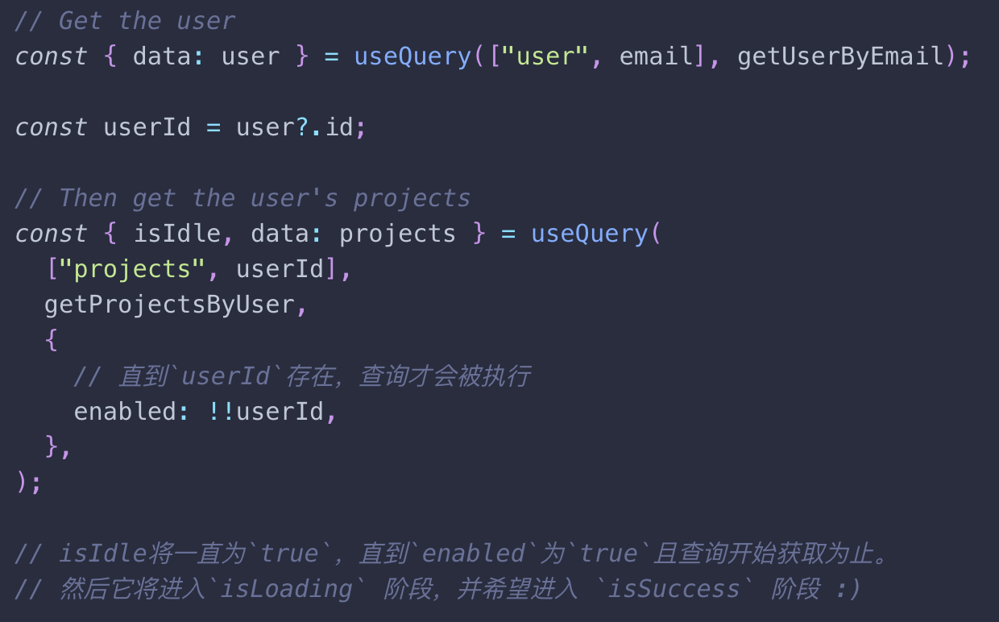 // Get the user
const { data: user } = useQuery(["user", email], getUserByEmail);
const userId = user?.id;
// Then get the user's projects
const { isIdle, data: projects } = useQuery(
["projects", userId],
getProjectsByUser,
{
// 直到`userId`存在，查询才会被执行
enabled: !!userId,
},
);
// isIdle将一直为`true`，直到`enabled`为`true`且查询开始获取为止。
// 然后它将进入`isLoading` 阶段，并希望进入 `isSuccess` 阶段 :)